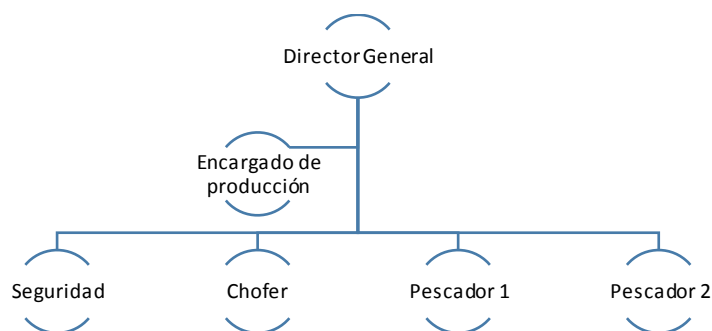 Director General
Encargado de
producción
Seguridad
Chofer
Pescador 1
Pescador 2